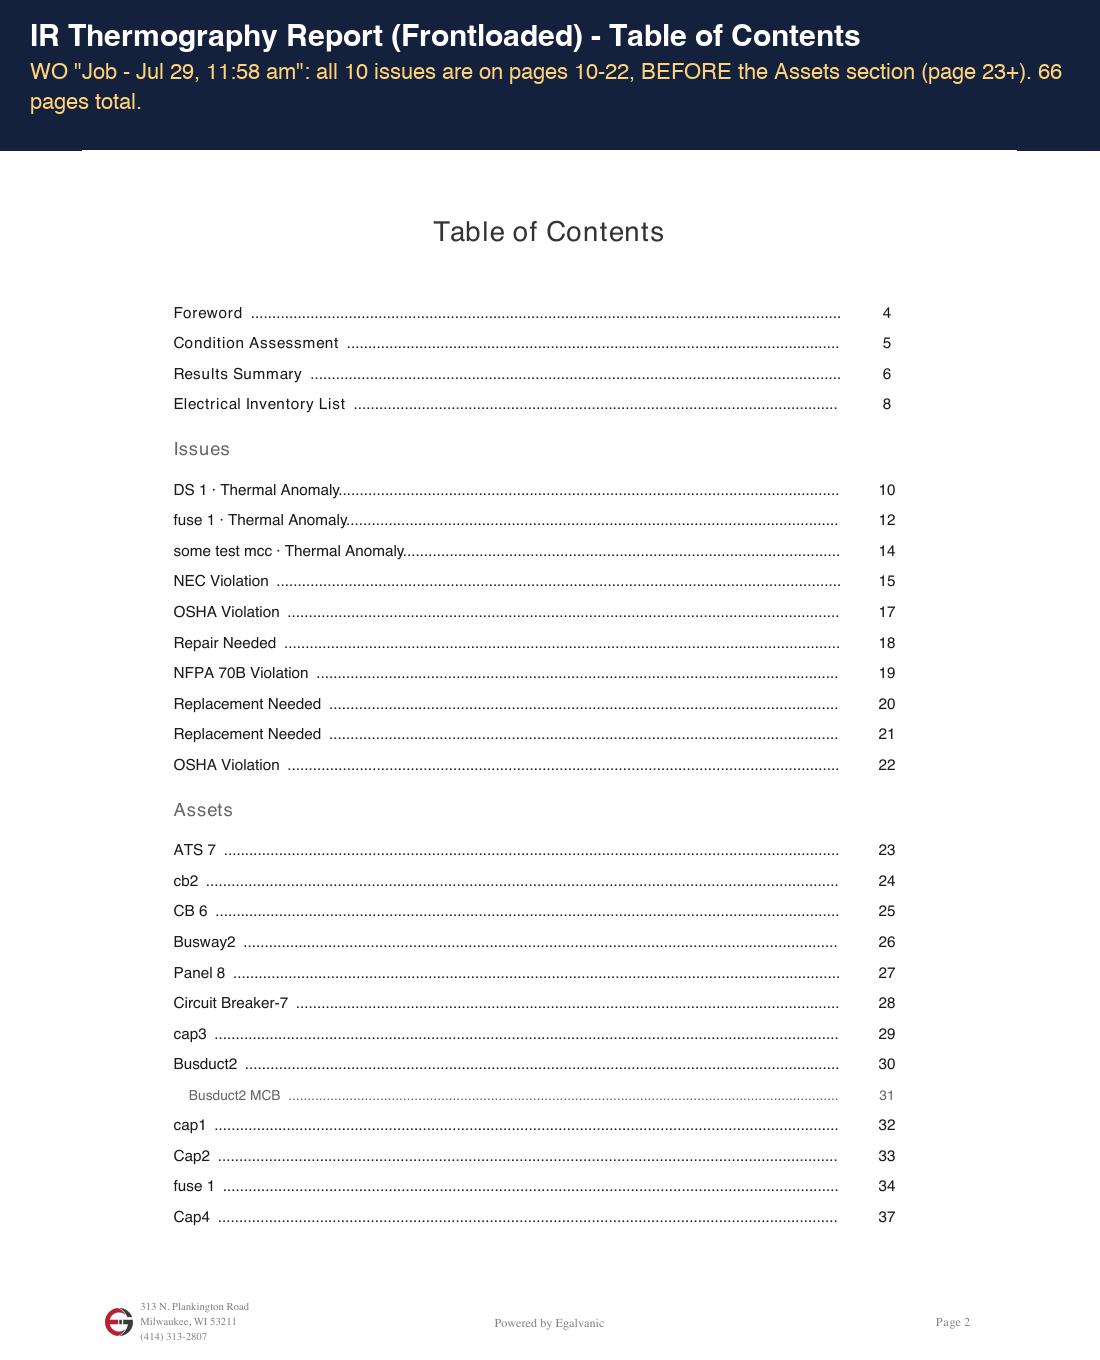 IR Thermography Report (Frontloaded) - Table of Contents
WO "Job - Jul 29, 11:58 am": all 10 issues are on pages 10-22, BEFORE the Assets section (page 23+). 66
pages total.
Table of Contents
Foreword ........ 4
Condition Assessment ........ 5
Results Summary ........ 6
Electrical Inventory List ........ 8
Issues
DS 1 · Thermal Anomaly........ 10
fuse 1 · Thermal Anomaly........ 12
some test mcc · Thermal Anomaly........ 14
NEC Violation ........ 15
OSHA Violation ........ 17
Repair Needed ........ 18
NFPA 70B Violation ........ 19
Replacement Needed ........ 20
Replacement Needed ........ 21
OSHA Violation ........ 22
Assets
ATS 7 ........ 23
cb2 ........ 24
CB 6 ........ 25
Busway2 ........ 26
Panel 8 ........ 27
Circuit Breaker-7 ........ 28
cap3 ........ 29
Busduct2 ........ 30
Busduct2 MCB ........ 31
cap1 ........ 32
Cap2 ........ 33
fuse 1 ........ 34
Cap4 ........ 37
313 N. Plankington Road
Milwaukee, WI 53211
(414) 313-2807
Powered by Egalvanic
Page 2